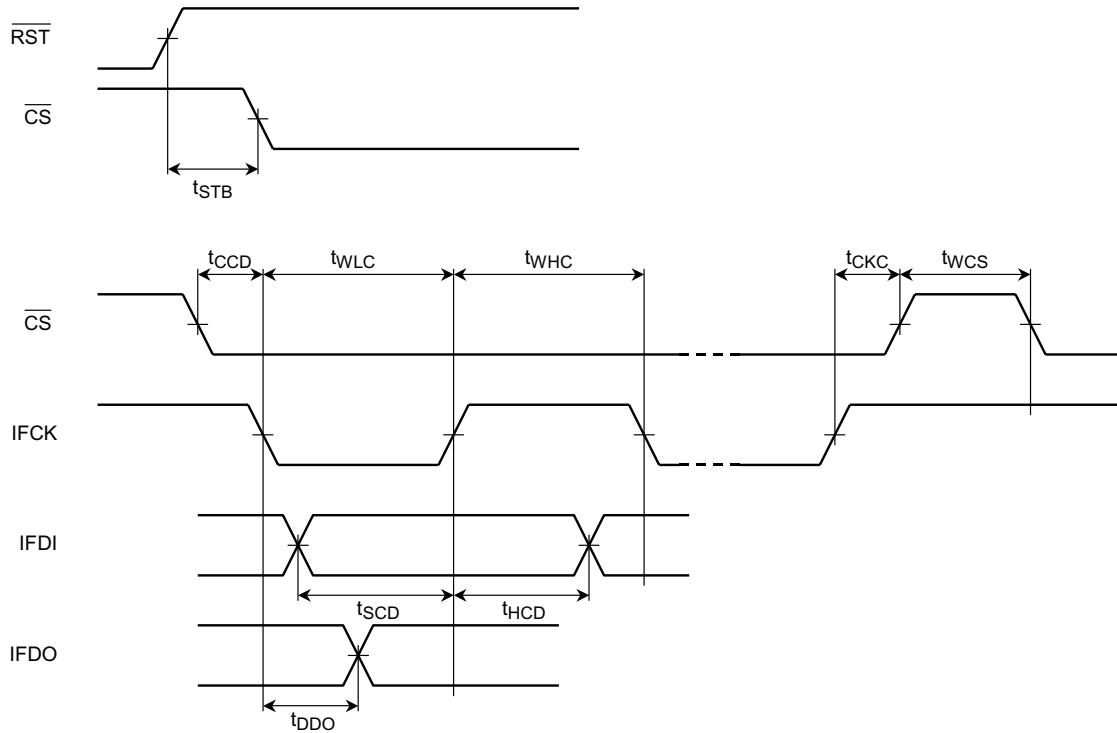 RST
CS
tSTB
tCCD tWLC tWHC tCKC tWCS
CS
IFCK
IFDI
tSCD tHCD
IFDO
tDDO